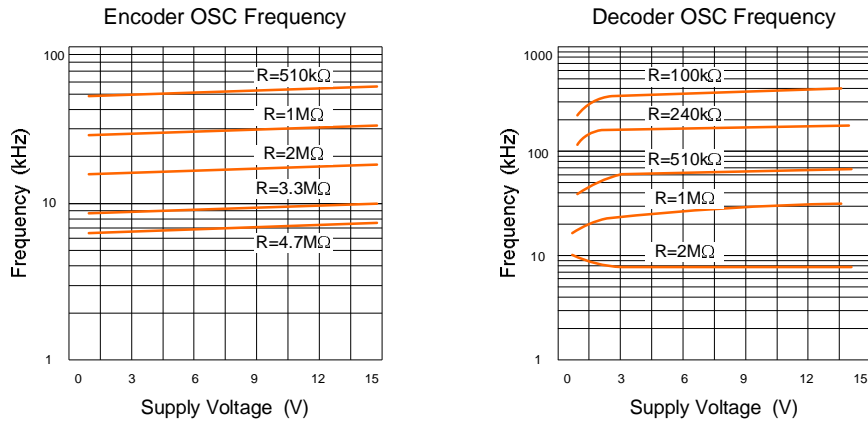 Encoder OSC Frequency
100
10
1
Frequency (kHz)
R=510kΩ
R=1MΩ
R=2MΩ
R=3.3MΩ
R=4.7MΩ
0 3 6 9 12 15
Supply Voltage (V)
Decoder OSC Frequency
1000
100
10
1
Frequency (kHz)
R=100kΩ
R=240kΩ
R=510kΩ
R=1MΩ
R=2MΩ
0 3 6 9 12 15
Supply Voltage (V)